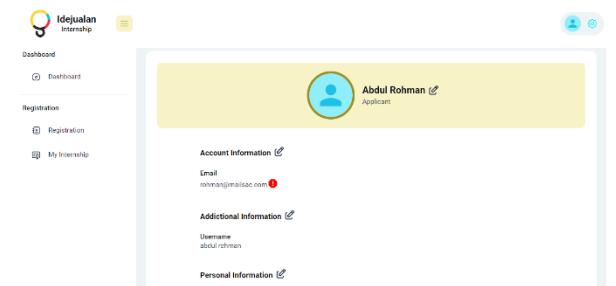 Idejualan
Internship
Dashboard
Dashboard
Registration
Registration
My Internship
Abdul Rohman
Applicant
Account Information
Email
rohman@mailsac.com
Addictional Information
Username
abdul rohman
Personal Information